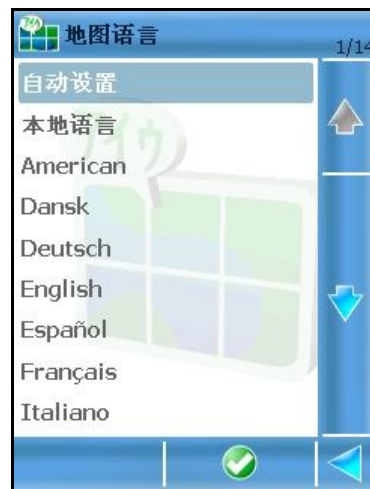 地图语言
1/14
自动设置
本地语言
American
Dansk
Deutsch
English
Español
Français
Italiano